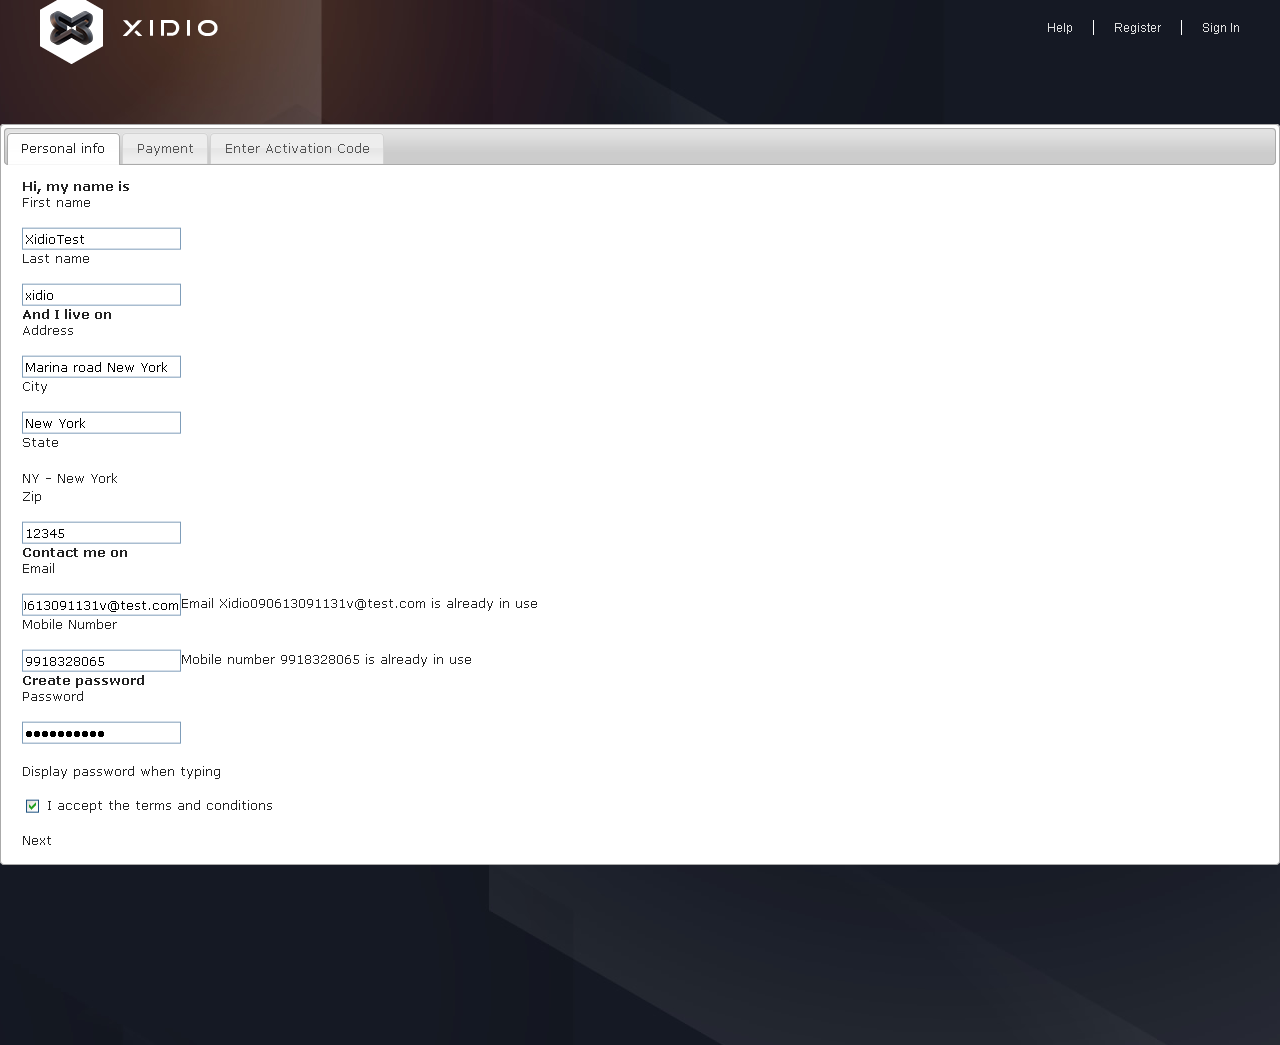 XIDIO
Help
Register
Sign In
Personal info
Payment
Enter Activation Code
Hi, my name is
First name
XidioTest
Last name
xidio
And I live on
Address
Marina road New York
City
New York
State
NY - New York
Zip
12345
Contact me on
Email
0613091131v@test.com Email Xidio090613091131v@test.com is already in use
Mobile Number
9918328065 Mobile number 9918328065 is already in use
Create password
Password
●●●●●●●●●●
Display password when typing
I accept the terms and conditions
Next